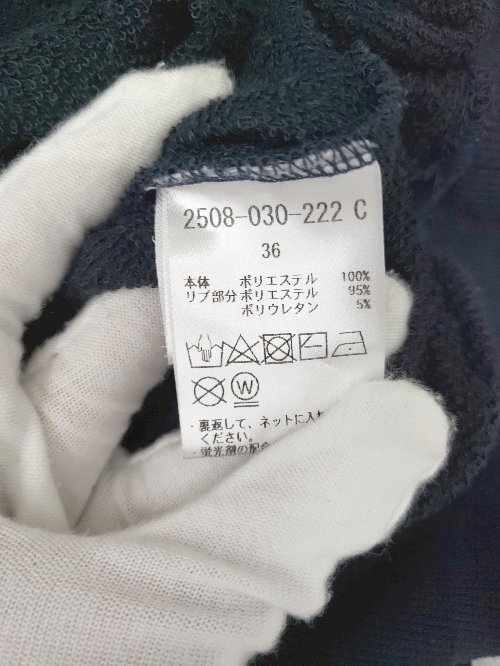 2508-030-222 C
36
本体 ポリエステル 100%
リブ部分 ポリエステル 95%
ポリウレタン 5%
W
・裏返して、ネットに入れ
ください。
・蛍光剤の配合